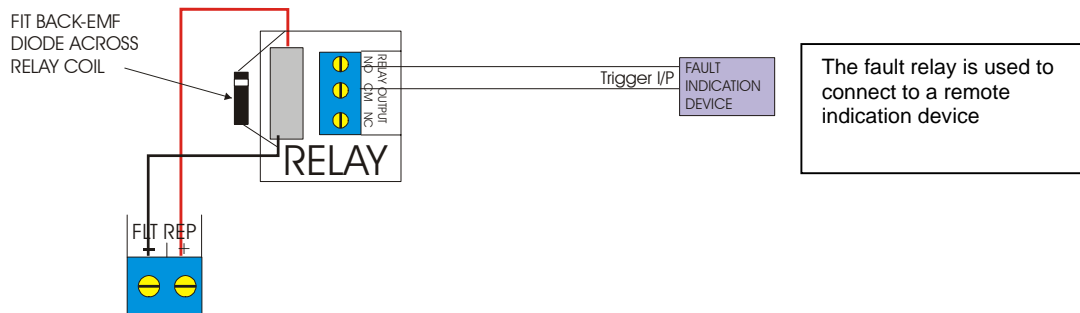 FIT BACK-EMF
DIODE ACROSS
RELAY COIL
RELAY OUTPUT
NO
CM
NC
RELAY
Trigger I/P
FAULT
INDICATION
DEVICE
The fault relay is used to
connect to a remote
indication device
FLT REP
- +